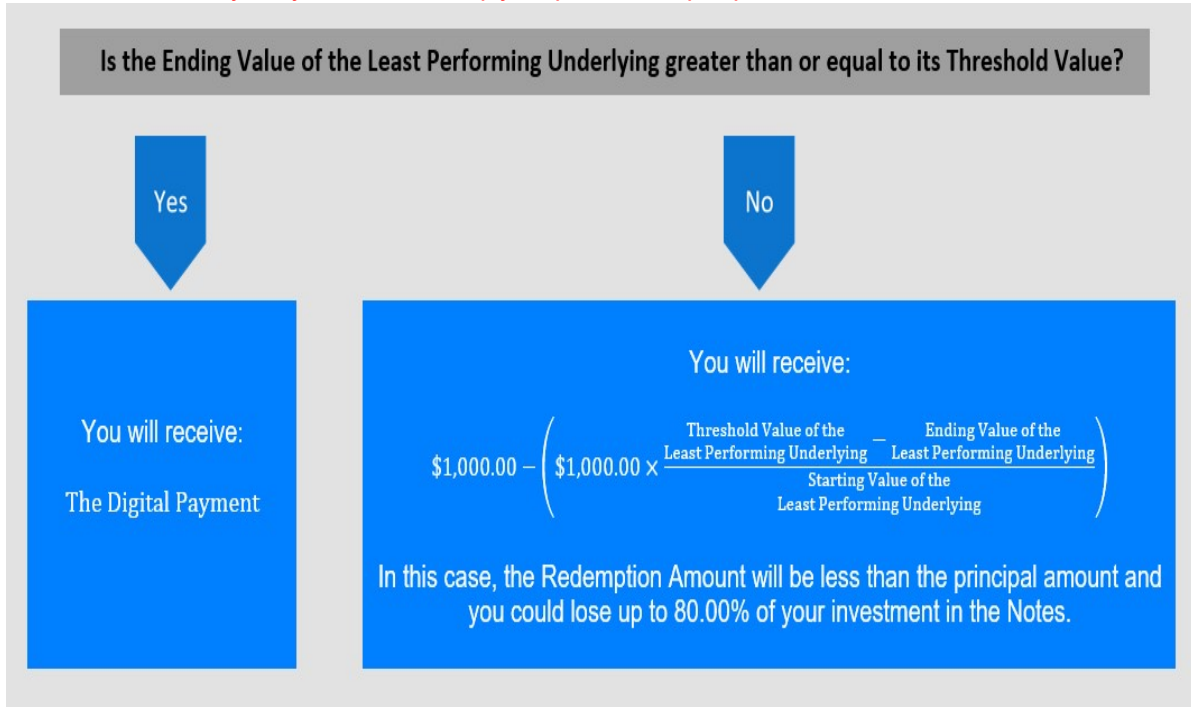 Is the Ending Value of the Least Performing Underlying greater than or equal to its Threshold Value?
Yes
No
You will receive:
The Digital Payment
You will receive:
$1,000.00 − ( $1,000.00 × 
Threshold Value of the
Least Performing Underlying
−
Ending Value of the
Least Performing Underlying
Starting Value of the
Least Performing Underlying
)
In this case, the Redemption Amount will be less than the principal amount and
you could lose up to 80.00% of your investment in the Notes.